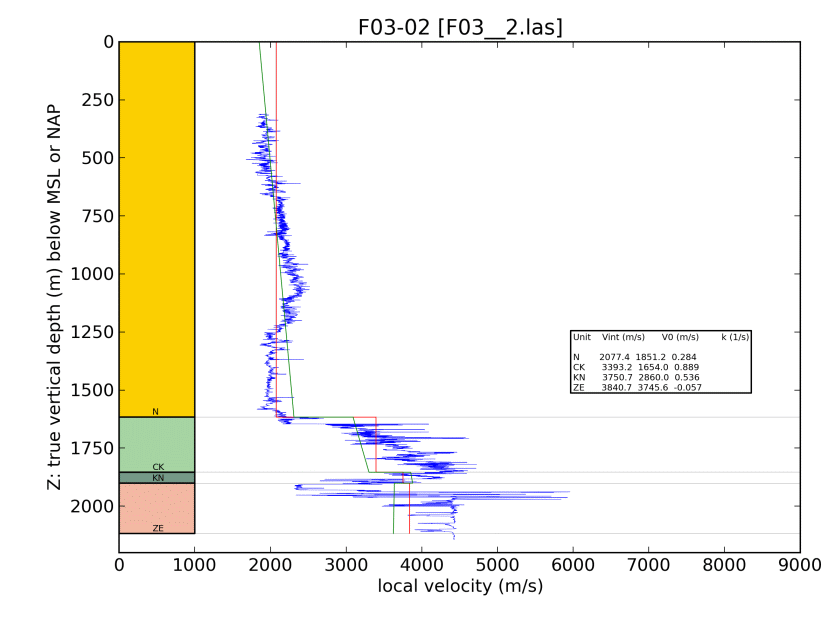 F03-02 [F03__2.las]
0
250
500
750
1000
1250
1500
1750
2000
Z: true vertical depth (m) below MSL or NAP
N
CK
KN
ZE
Unit Vint (m/s) V0 (m/s) k (1/s)
N 2077.4 1851.2 0.284
CK 3393.2 1654.0 0.889
KN 3750.7 2860.0 0.536
ZE 3840.7 3745.6 -0.057
0 1000 2000 3000 4000 5000 6000 7000 8000 9000
local velocity (m/s)